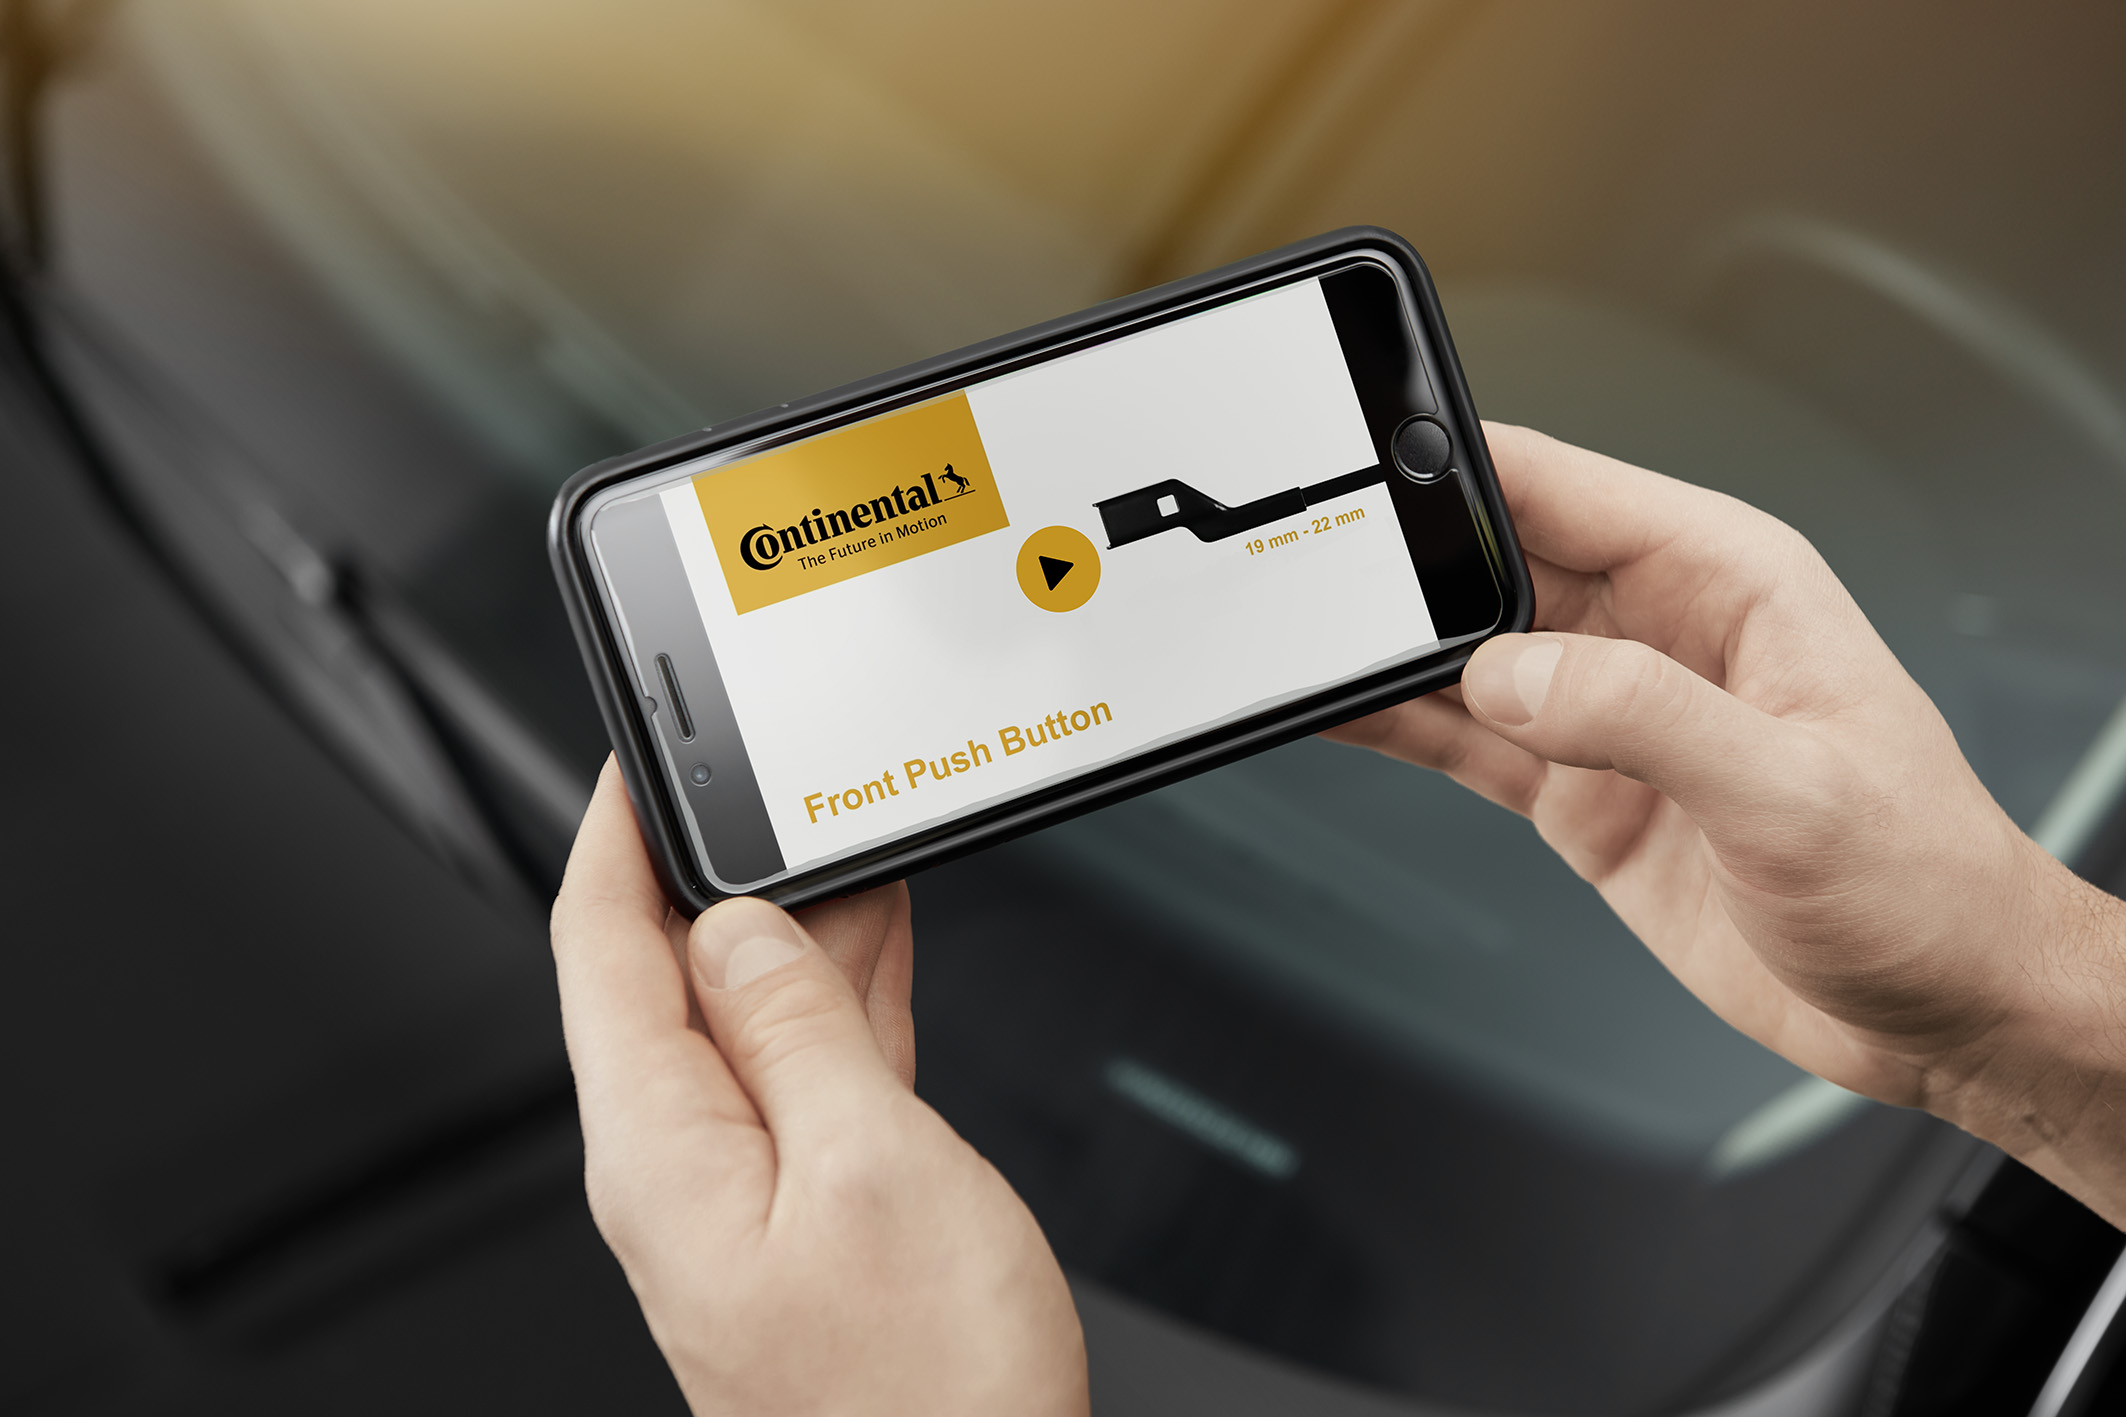 Continental
The Future in Motion
19 mm - 22 mm
Front Push Button